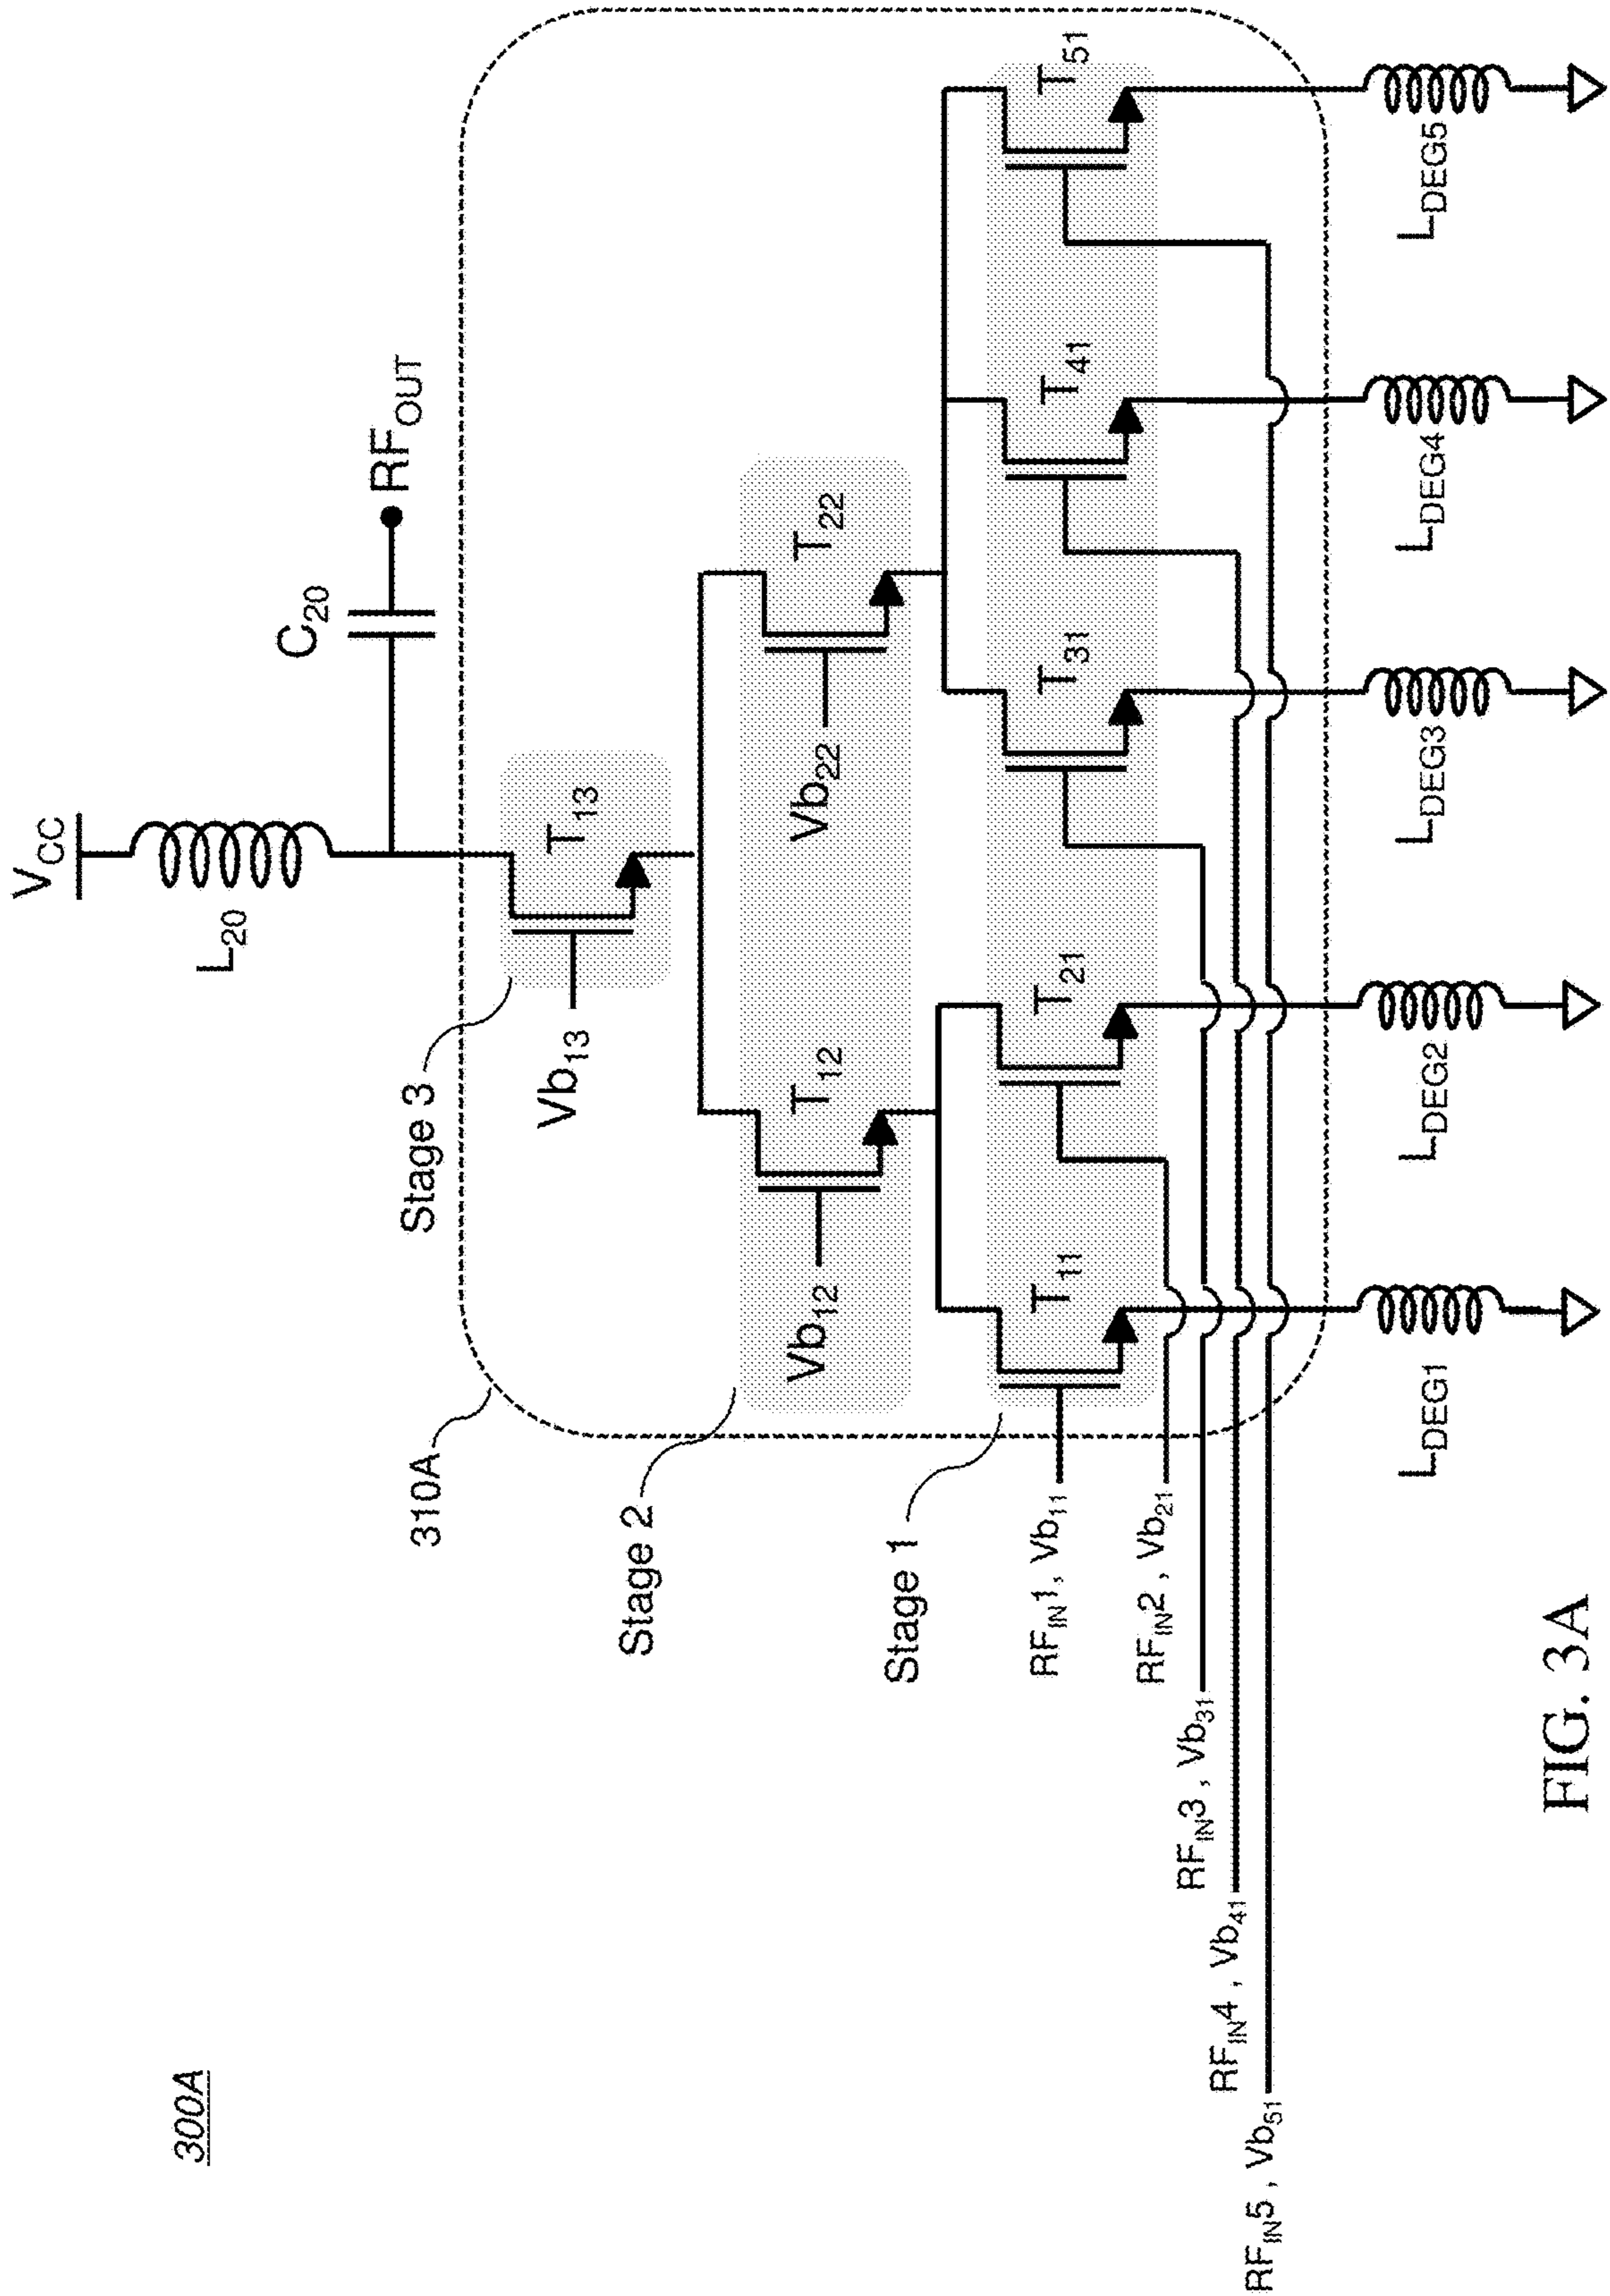 300A
V_CC
L_20
C_20
RF_OUT
310A
Stage 3
Vb_13
T_13
Stage 2
Vb_12
T_12
Vb_22
T_22
Stage 1
T_11
T_21
T_31
T_41
T_51
RF_IN1, Vb_11
RF_IN2 , Vb_21
RF_IN3 , Vb_31
RF_IN4 , Vb_41
RF_IN5 , Vb_51
L_DEG1
L_DEG2
L_DEG3
L_DEG4
L_DEG5
FIG. 3A